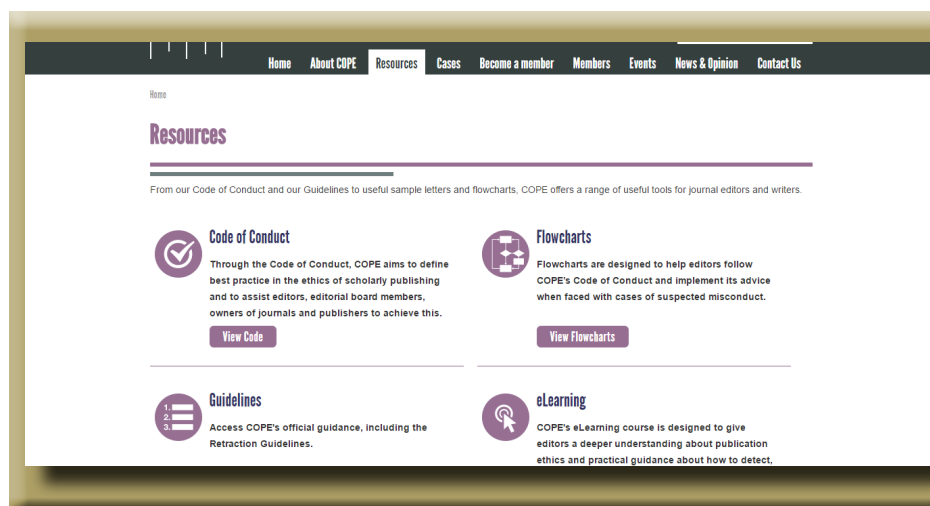 Home About COPE Resources Cases Become a member Members Events News & Opinion Contact Us
Home
Resources
From our Code of Conduct and our Guidelines to useful sample letters and flowcharts, COPE offers a range of useful tools for journal editors and writers.
Code of Conduct
Through the Code of Conduct, COPE aims to define
best practice in the ethics of scholarly publishing
and to assist editors, editorial board members,
owners of journals and publishers to achieve this.
View Code
Flowcharts
Flowcharts are designed to help editors follow
COPE's Code of Conduct and implement its advice
when faced with cases of suspected misconduct.
View Flowcharts
1.
2.
3.
Guidelines
Access COPE's official guidance, including the
Retraction Guidelines.
eLearning
COPE's eLearning course is designed to give
editors a deeper understanding about publication
ethics and practical guidance about how to detect,